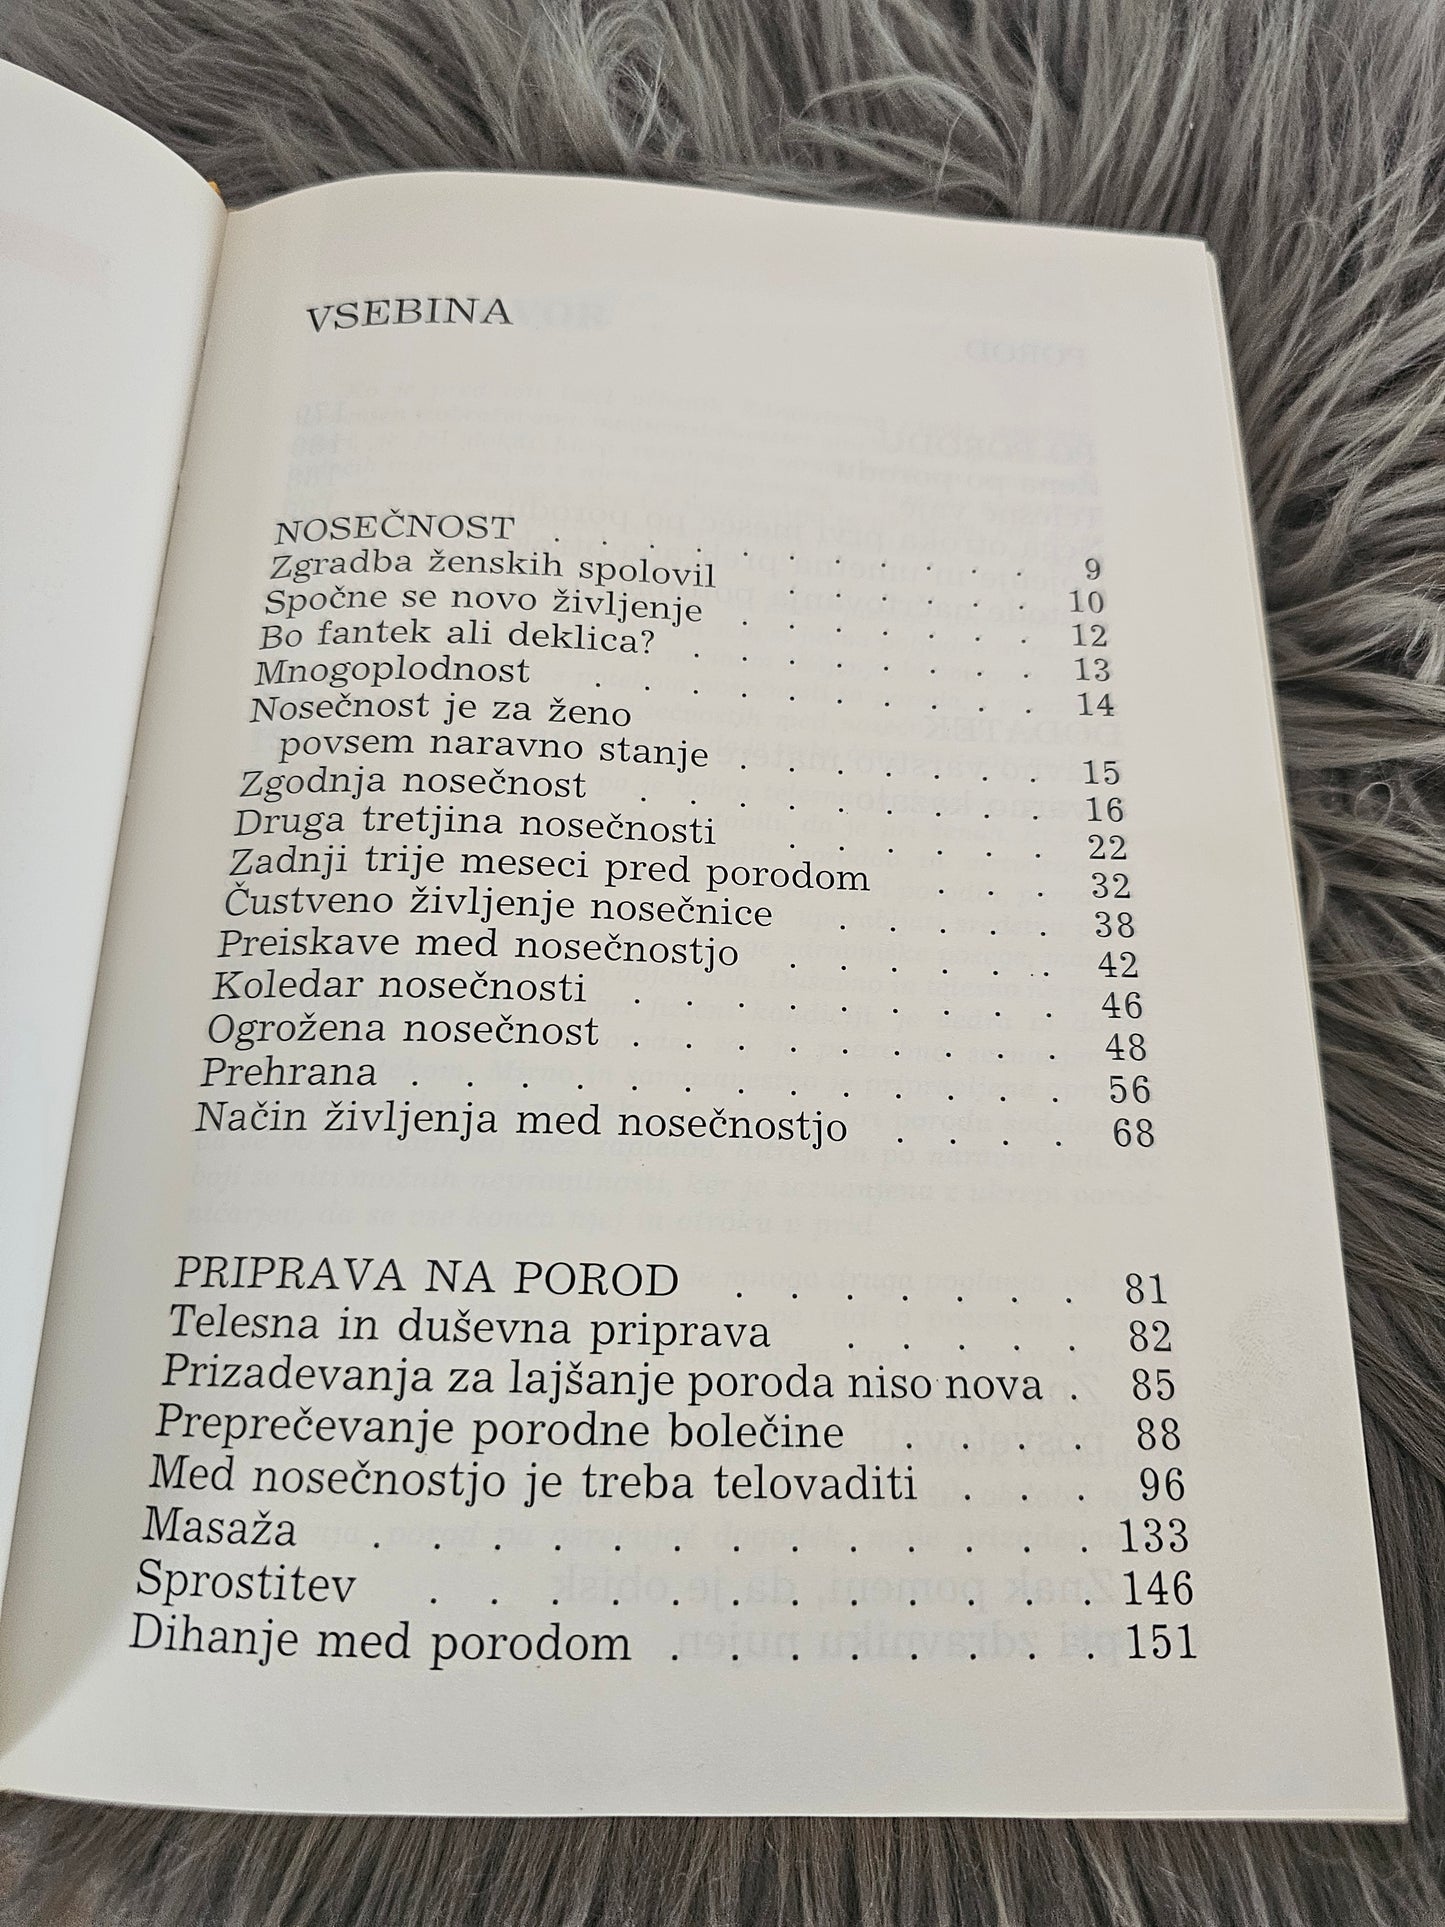 VSEBINA
NOSEČNOST . . . . . . . . . . . 9
Zgradba ženskih spolovil . . . . . . 10
Spočne se novo življenje . . . . . . . 12
Bo fantek ali deklica? . . . . . . . . 13
Mnogoplodnost . . . . . . . . . . 14
Nosečnost je za ženo
povsem naravno stanje . . . . . . . 15
Zgodnja nosečnost . . . . . . . . . 16
Druga tretjina nosečnosti . . . . . . 22
Zadnji trije meseci pred porodom . . . 32
Čustveno življenje nosečnice . . . . . 38
Preiskave med nosečnostjo . . . . . . 42
Koledar nosečnosti . . . . . . . . . 46
Ogrožena nosečnost . . . . . . . . . 48
Prehrana . . . . . . . . . . . . . 56
Način življenja med nosečnostjo . . . . 68
PRIPRAVA NA POROD . . . . . . . 81
Telesna in duševna priprava . . . . . 82
Prizadevanja za lajšanje poroda niso nova . 85
Preprečevanje porodne bolečine . . . . 88
Med nosečnostjo je treba telovaditi . . . 96
Masaža . . . . . . . . . . . . . 133
Sprostitev . . . . . . . . . . . . 146
Dihanje med porodom . . . . . . . . 151